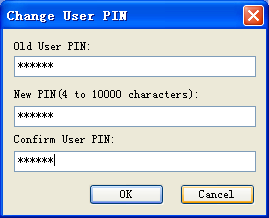 Change User PIN
Old User PIN:
******
New PIN(4 to 10000 characters):
******
Confirm User PIN:
******
OK Cancel